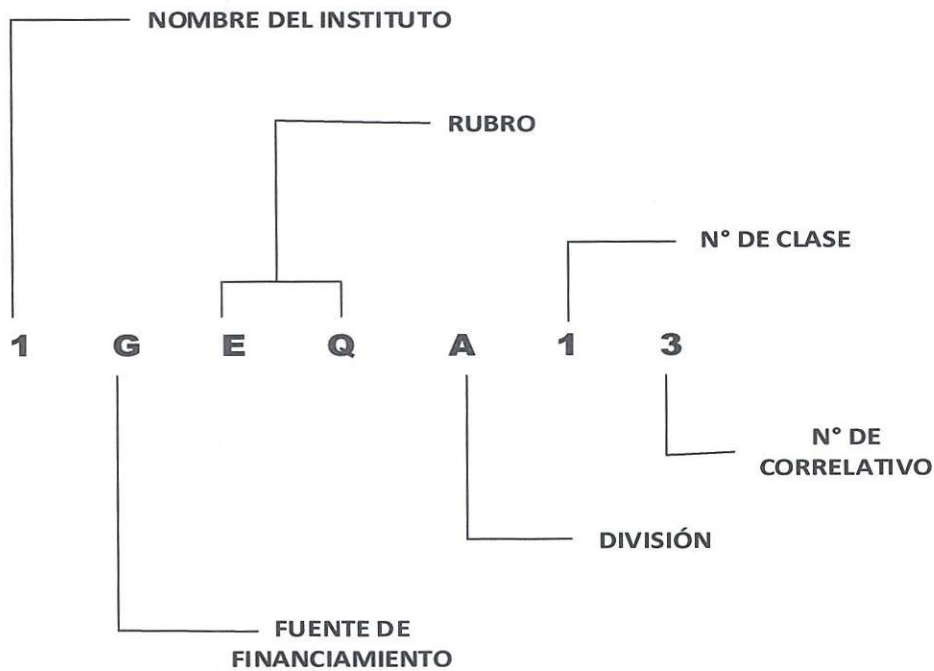 NOMBRE DEL INSTITUTO
RUBRO
N° DE CLASE
1 G E Q A 1 3
N° DE
CORRELATIVO
DIVISIÓN
FUENTE DE
FINANCIAMIENTO